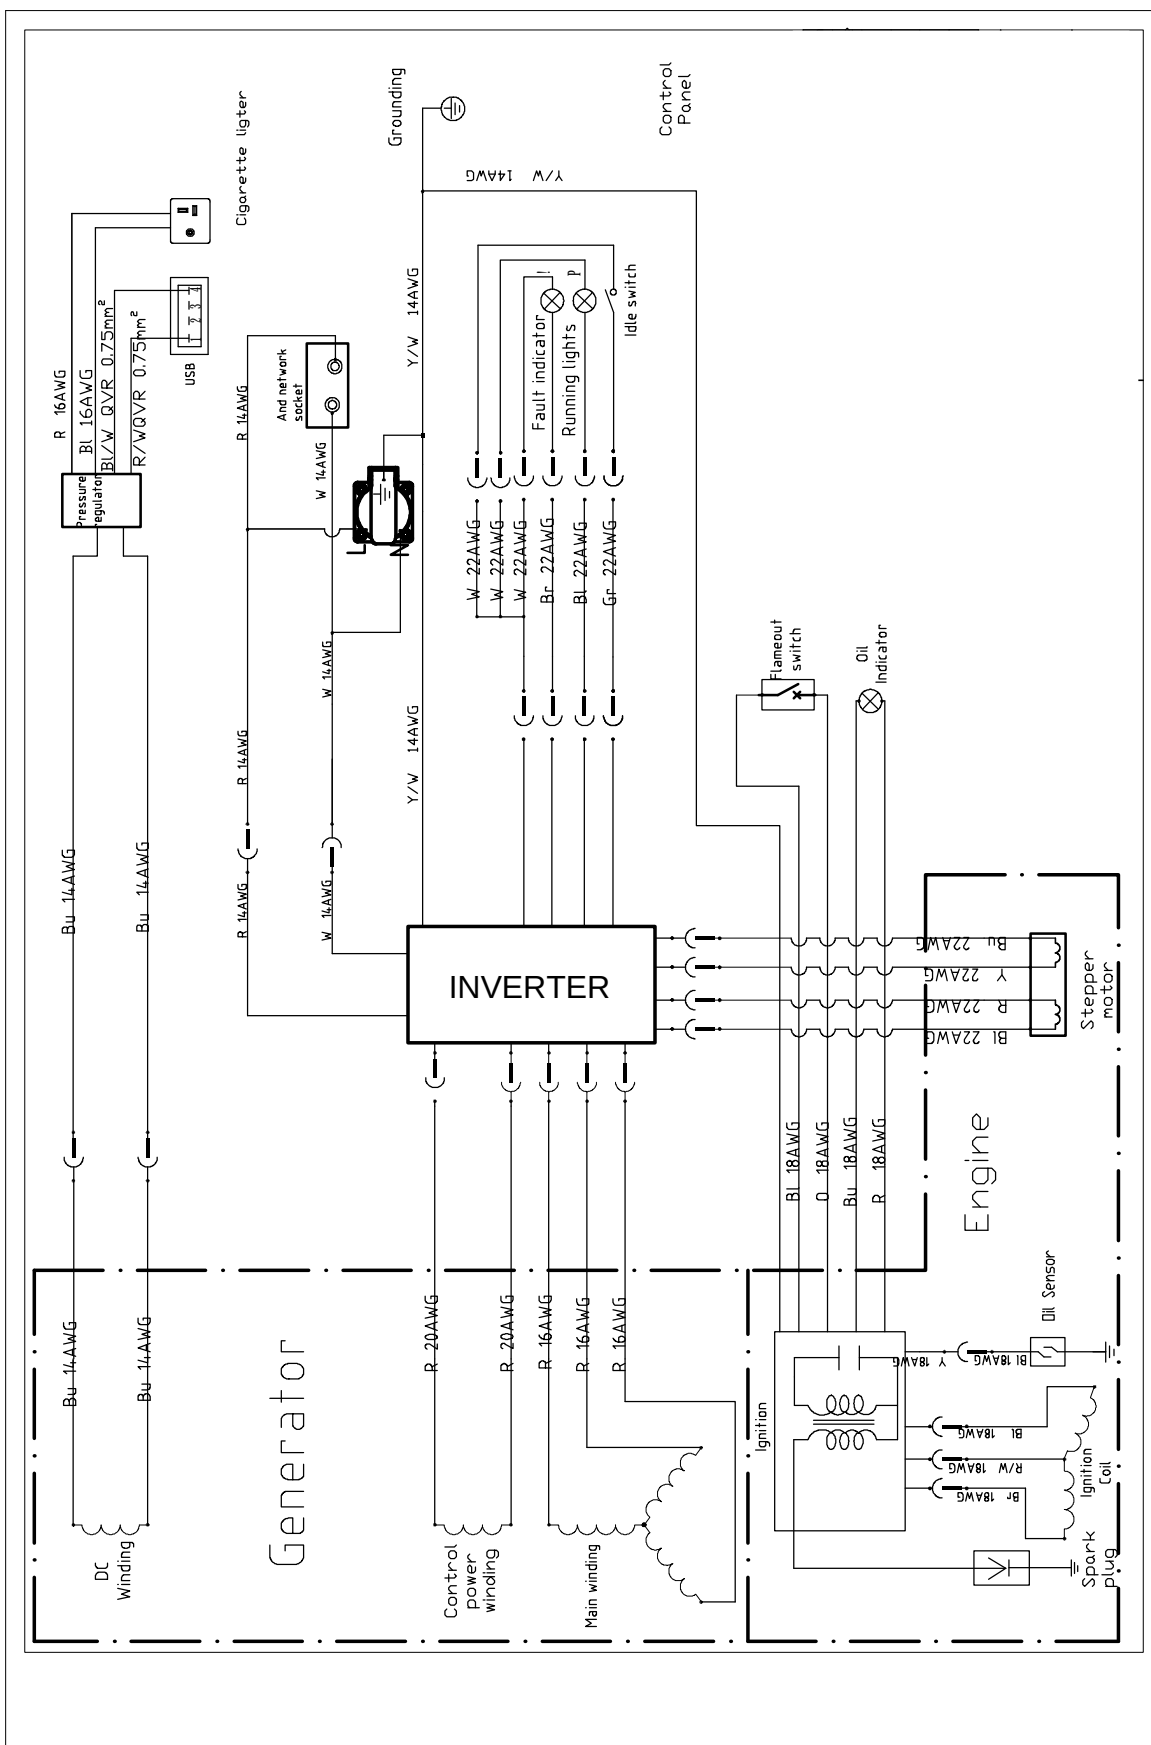 Cigarette ligter
R 16AWG
Bl 16AWG
Bl/W QVR 0.75mm²
R/WQVR 0.75mm²
1 2 3 4
USB
Pressure
regulator
Bu 14AWG
Bu 14AWG
Bu 14AWG
Bu 14AWG
DC
Winding
Generator
R 14AWG
And network
socket
W 14AWG
L
N
W 14AWG
R 14AWG
R 14AWG
W 14AWG
Grounding
Y/W 14AWG
Y/W 14AWG
Y/W 14AWG
Control
Panel
!
P
Fault indicator
Running lights
Idle switch
W 22AWG
W 22AWG
W 22AWG
Br 22AWG
Bl 22AWG
Gr 22AWG
Flameout
switch
Oil
Indicator
INVERTER
Bu 22AWG
Y 22AWG
R 22AWG
Bl 22AWG
Stepper
motor
Bl 18AWG
O 18AWG
Bu 18AWG
R 18AWG
Engine
R 20AWG
R 20AWG
R 16AWG
R 16AWG
R 16AWG
Control
power
winding
Main winding
Ignition
Y 18AWG
Bl 18AWG
Oil Sensor
Bl 18AWG
R/W 18AWG
Br 18AWG
Ignition
Coil
Spark
plug